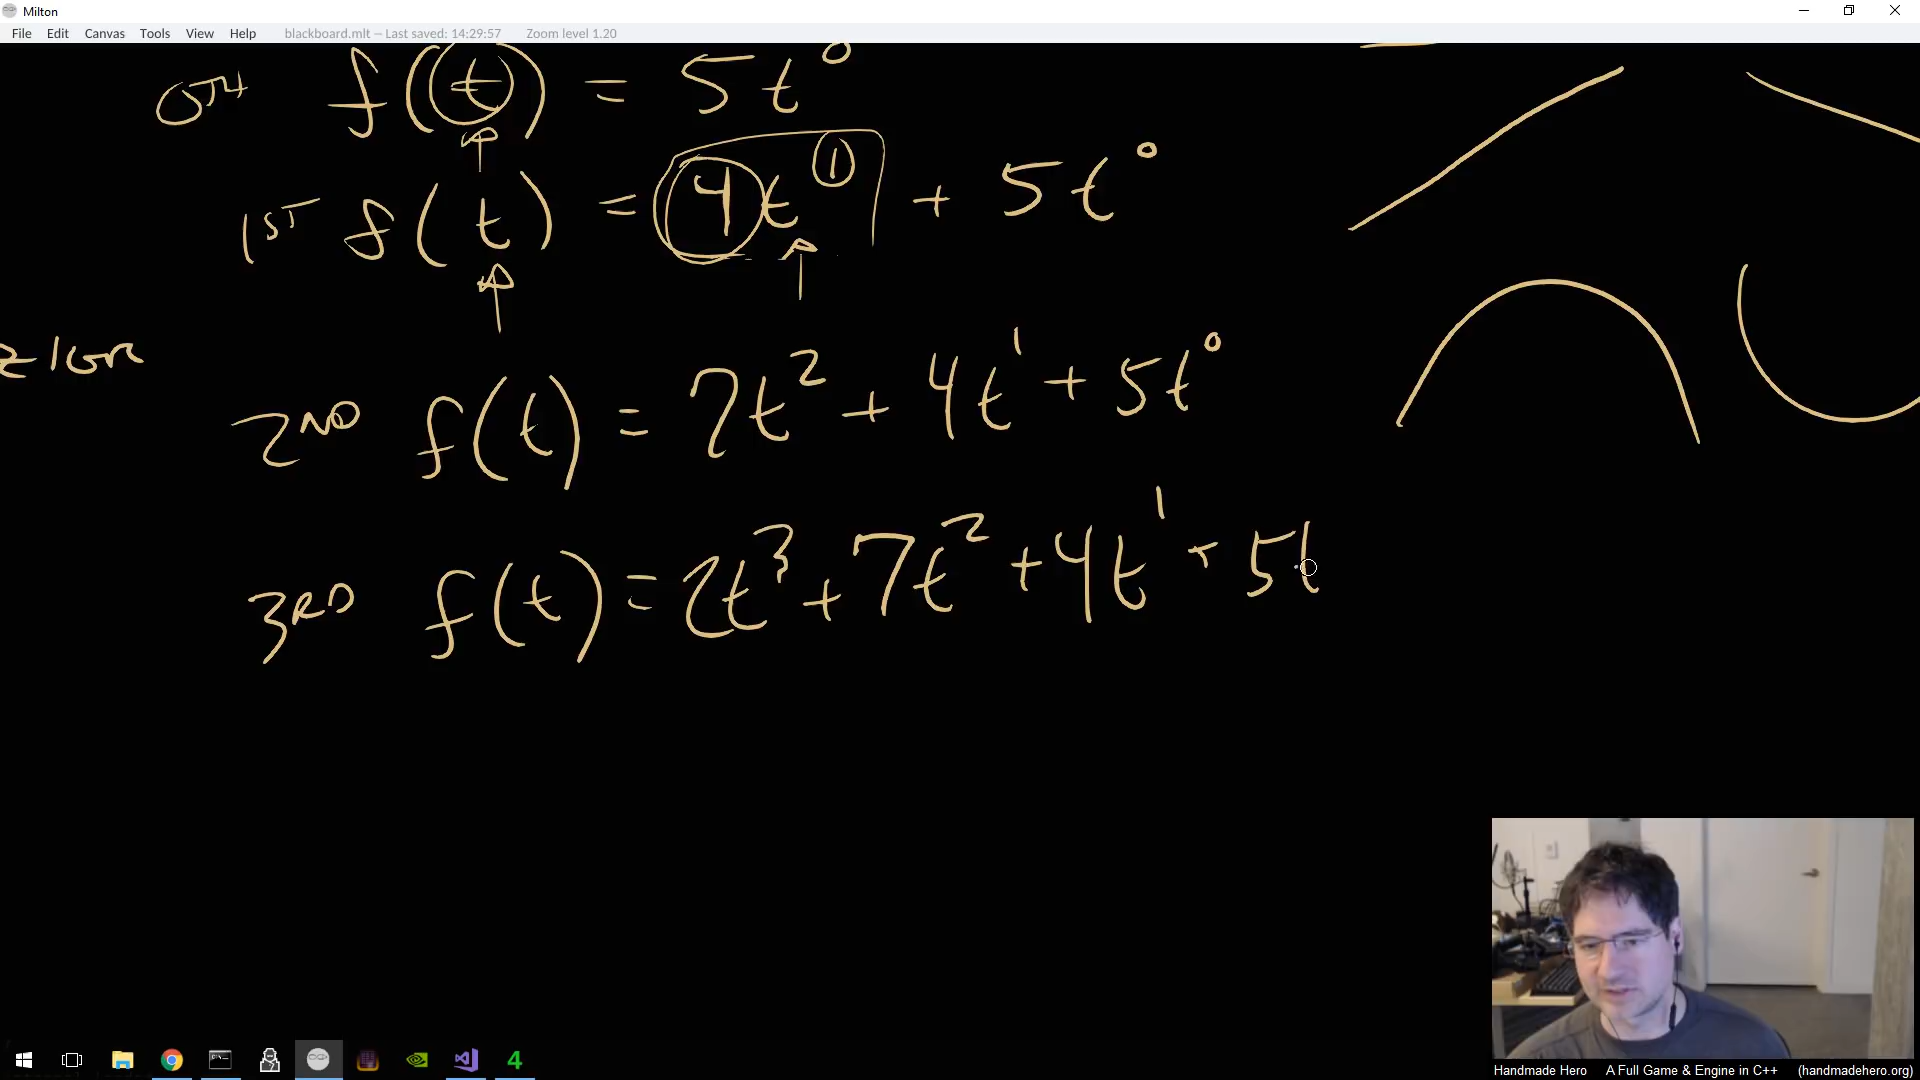 Milton
File Edit Canvas Tools View Help blackboard.mlt -- Last saved: 14:29:57 Zoom level 1.20
0TH f(t) = 5t⁰
1ST f(t) = 4t¹ + 5t⁰
2ND f(t) = 7t² + 4t¹ + 5t⁰
3RD f(t) = 2t³ + 7t² + 4t¹ + 5t
4
Handmade Hero A Full Game & Engine in C++ (handmadehero.org)